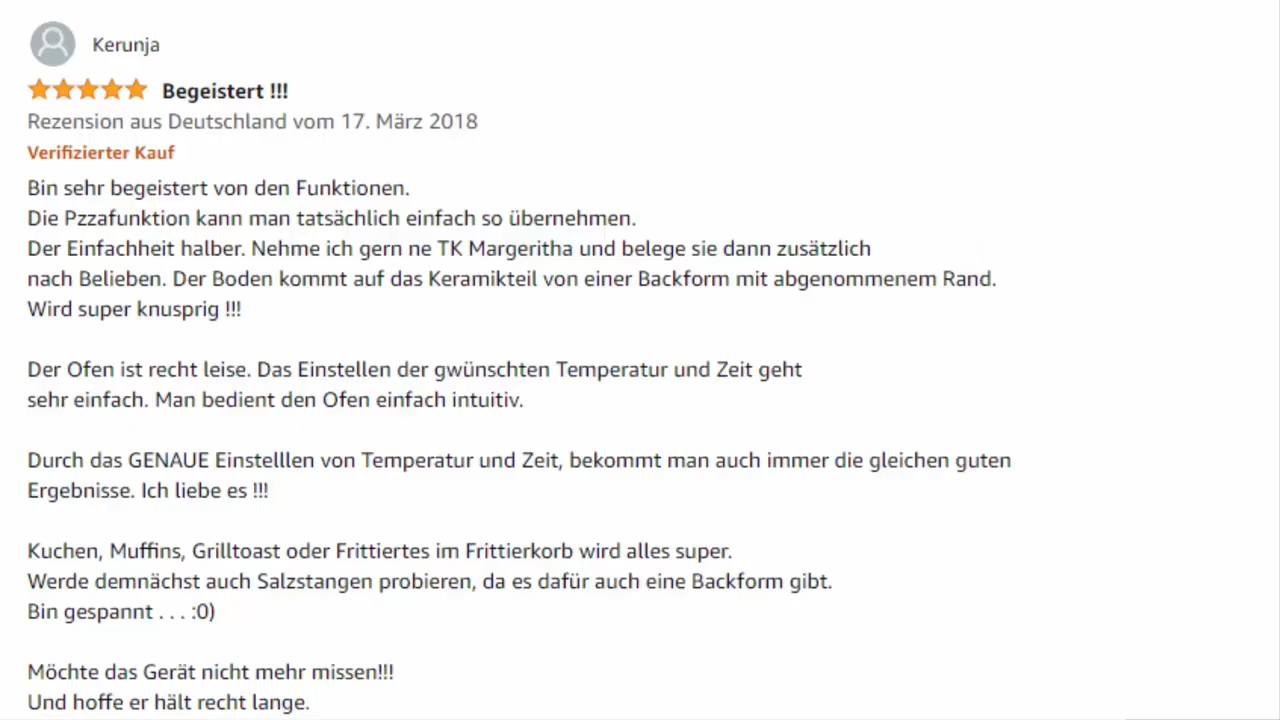 Kerunja
Begeistert !!!
Rezension aus Deutschland vom 17. März 2018
Verifizierter Kauf
Bin sehr begeistert von den Funktionen.
Die Pzzafunktion kann man tatsächlich einfach so übernehmen.
Der Einfachheit halber. Nehme ich gern ne TK Margeritha und belege sie dann zusätzlich
nach Belieben. Der Boden kommt auf das Keramikteil von einer Backform mit abgenommenem Rand.
Wird super knusprig !!!
Der Ofen ist recht leise. Das Einstellen der gwünschten Temperatur und Zeit geht
sehr einfach. Man bedient den Ofen einfach intuitiv.
Durch das GENAUE Einstelllen von Temperatur und Zeit, bekommt man auch immer die gleichen guten
Ergebnisse. Ich liebe es !!!
Kuchen, Muffins, Grilltoast oder Frittiertes im Frittierkorb wird alles super.
Werde demnächst auch Salzstangen probieren, da es dafür auch eine Backform gibt.
Bin gespannt . . . :0)
Möchte das Gerät nicht mehr missen!!!
Und hoffe er hält recht lange.